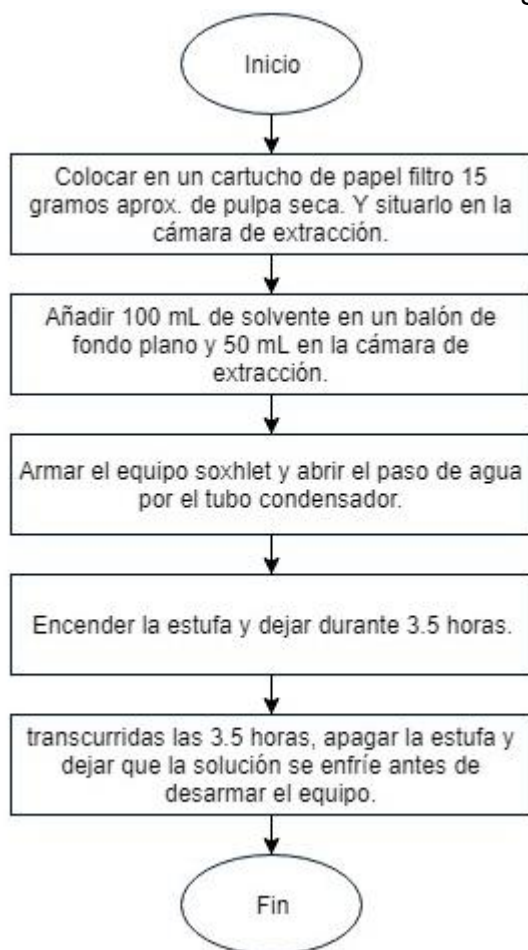 Inicio
Colocar en un cartucho de papel filtro 15
gramos aprox. de pulpa seca. Y situarlo en la
cámara de extracción.
Añadir 100 mL de solvente en un balón de
fondo plano y 50 mL en la cámara de
extracción.
Armar el equipo soxhlet y abrir el paso de agua
por el tubo condensador.
Encender la estufa y dejar durante 3.5 horas.
transcurridas las 3.5 horas, apagar la estufa y
dejar que la solución se enfríe antes de
desarmar el equipo.
Fin